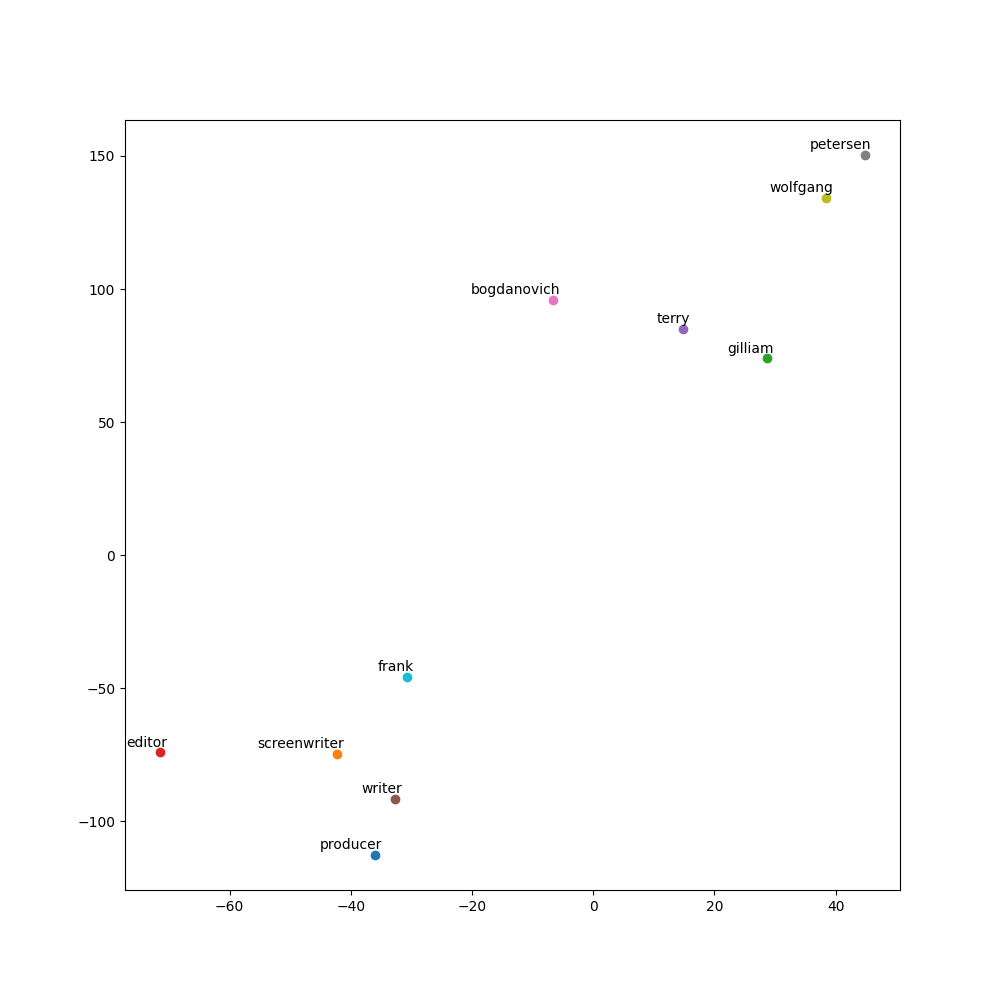 petersen
150
wolfgang
bogdanovich
100
terry
gilliam
50
0
frank
−50
editor
screenwriter
writer
−100
producer
−60 −40 −20 0 20 40